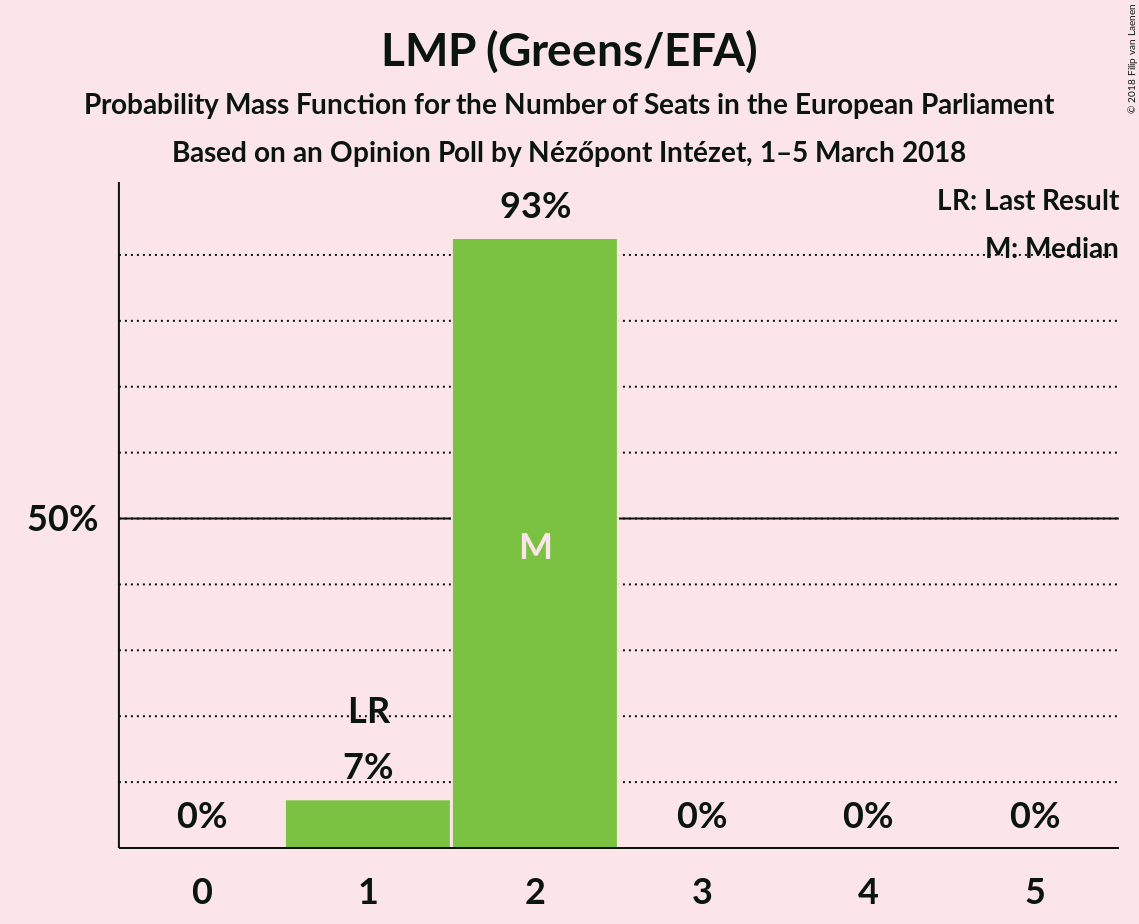 LMP (Greens/EFA)
Probability Mass Function for the Number of Seats in the European Parliament
Based on an Opinion Poll by Nézőpont Intézet, 1–5 March 2018
© 2018 Filip van Laenen
LR: Last Result
M: Median
93%
50%
M
LR
7%
0%
0%
0%
0%
0 1 2 3 4 5